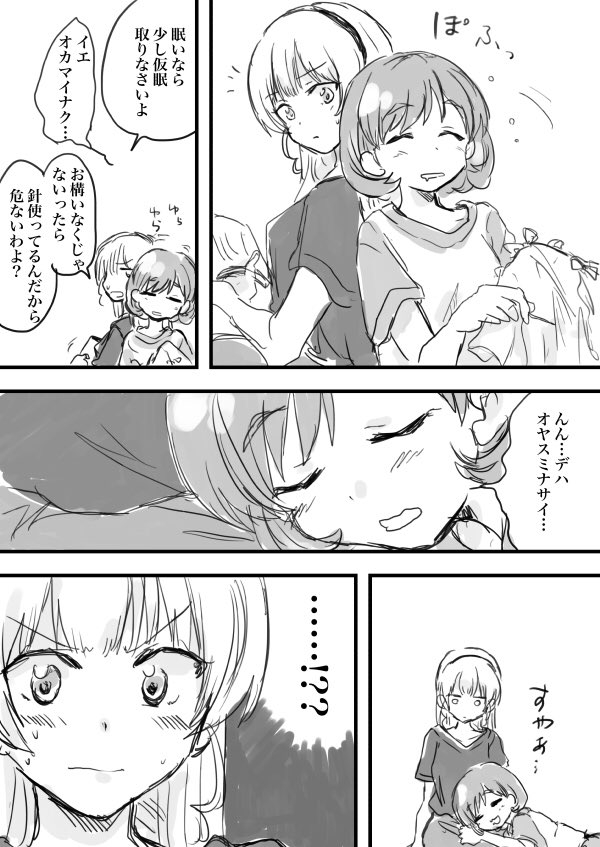 ぽふっ
眠いなら
少し仮眠
取りなさいよ
イエ
オカマイナク…
お構いなくじゃ
ないったら
針使ってるんだから
危ないわよ？
ゆら
ゆら
んん…デハ
オヤスミナサイ…
すやぁ…
……!??